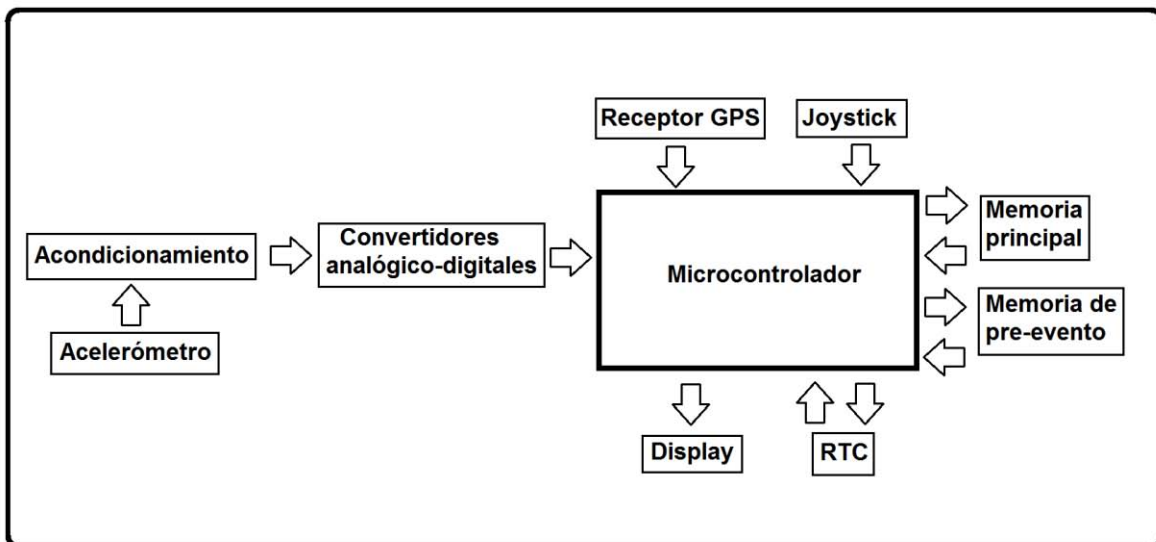 Receptor GPS
Joystick
Memoria
principal
Convertidores
analógico-digitales
Acondicionamiento
Microcontrolador
Memoria de
pre-evento
Acelerómetro
Display
RTC